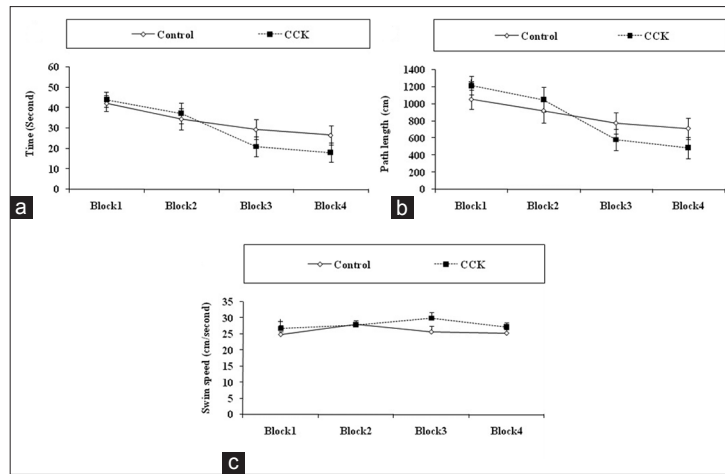 Control CCK
Time (Second)
60
50
40
30
20
10
0
Block1 Block2 Block3 Block4
a
Control CCK
Path length (cm)
1400
1200
1000
800
600
400
200
0
Block1 Block2 Block3 Block4
b
Control CCK
Swim speed (cm/second)
35
30
25
20
15
10
5
0
Block1 Block2 Block3 Block4
c